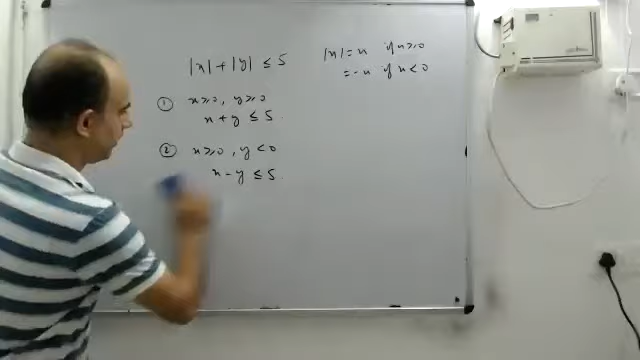 |x| + |y| ≤ 5
|x| = x if x ≥ 0
= -x if x < 0
① x ≥ 0, y ≥ 0
x + y ≤ 5.
② x ≥ 0, y < 0
x - y ≤ 5.